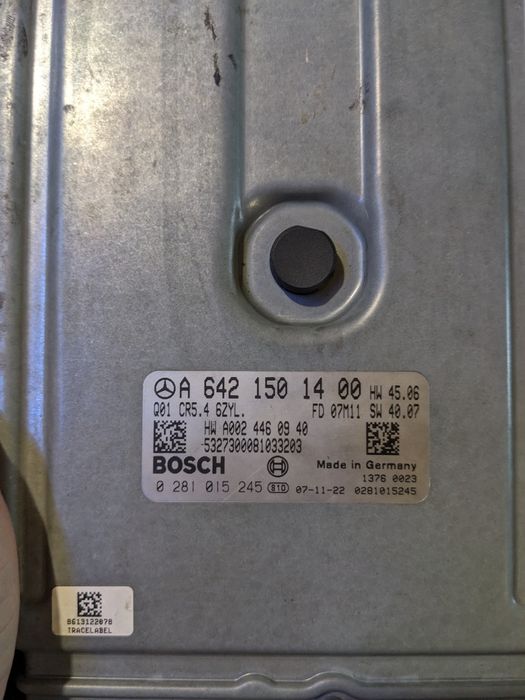 A 642 150 14 00 HW 45.06
Q01 CR5.4 6ZYL. FD 07M11 SW 40.07
HW A002 446 09 40
5327300081033203
BOSCH Made in Germany
1376 0023
0 281 015 245 S10 07-11-22 0281015245
8613122078
TRACELABEL